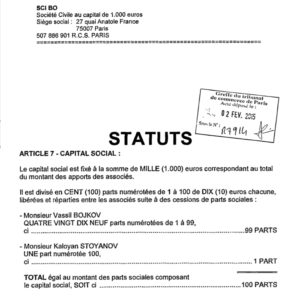 SCI BO
Société Civile au capital de 1.000 euros
Siège social : 27 quai Anatole France
75007 Paris
507 886 901 R.C.S. PARIS
Greffe du tribunal
de commerce de Paris
Acte déposé le :
02 FEV. 2015
Sous le N° :
R7914
STATUTS
ARTICLE 7 - CAPITAL SOCIAL :
Le capital social est fixé à la somme de MILLE (1.000) euros correspondant au total
du montant des apports des associés.
Il est divisé en CENT (100) parts numérotées de 1 à 100 de DIX (10) euros chacune,
libérées et réparties entre les associés suite à des cessions de parts sociales :
- Monsieur Vassil BOJKOV
QUATRE VINGT DIX NEUF parts numérotées de 1 à 99,
ci ........................................ 99 PARTS
- Monsieur Kaloyan STOYANOV
UNE part numérotée 100,
ci ........................................ 1 PART
TOTAL égal au montant des parts sociales composant
le capital social, SOIT ci ........................................ 100 PARTS